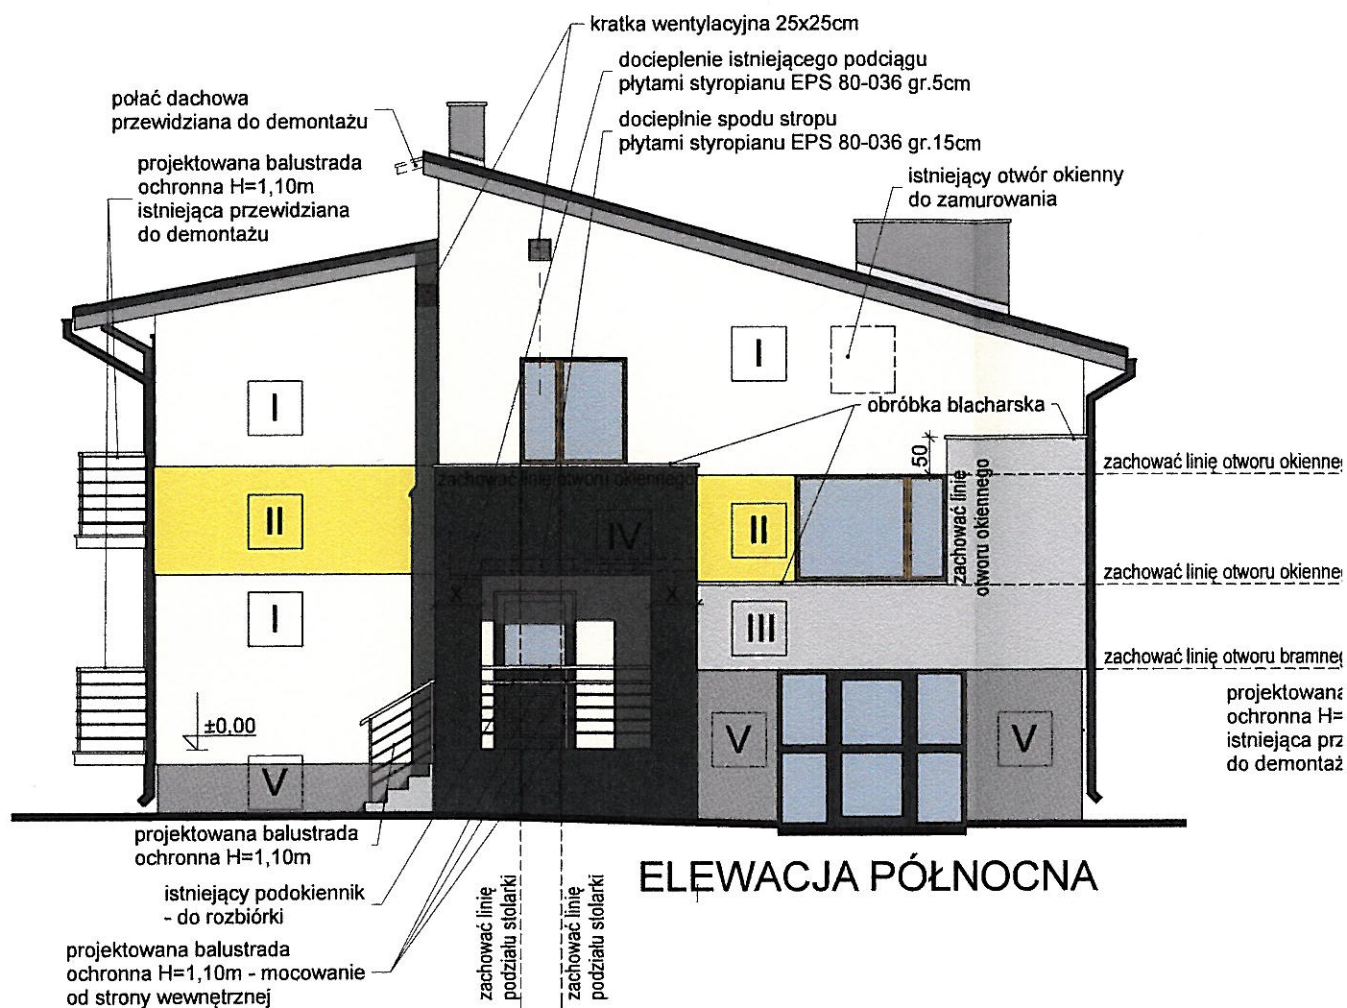 kratka wentylacyjna 25x25cm
docieplenie istniejącego podciągu
płytami styropianu EPS 80-036 gr.5cm
docieplnie spodu stropu
płytami styropianu EPS 80-036 gr.15cm
połać dachowa
przewidziana do demontażu
projektowana balustrada
ochronna H=1,10m
istniejąca przewidziana
do demontażu
istniejący otwór okienny
do zamurowania
I
I
obróbka blacharska
50
zachować linię
otworu okiennego
zachować linię otworu okienneg
zachować linię otworu okiennego
II
IV
II
zachować linię otworu okienneg
I
X
X
III
zachować linię otworu bramneg
projektowana
ochronna H=
istniejąca prz
do demontaż
±0,00
V
V
V
projektowana balustrada
ochronna H=1,10m
ELEWACJA PÓŁNOCNA
istniejący podokiennik
- do rozbiórki
projektowana balustrada
ochronna H=1,10m - mocowanie
od strony wewnętrznej
zachować linię
podziału stolarki
zachować linię
podziału stolarki